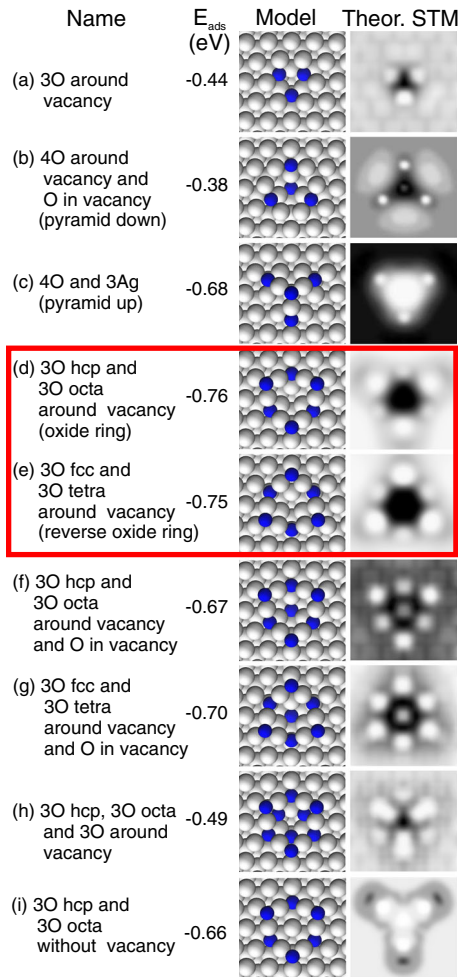 Name E_ads (eV) Model Theor. STM
(a) 3O around
vacancy
-0.44
(b) 4O around
vacancy and
O in vacancy
(pyramid down)
-0.38
(c) 4O and 3Ag
(pyramid up)
-0.68
(d) 3O hcp and
3O octa
around vacancy
(oxide ring)
-0.76
(e) 3O fcc and
3O tetra
around vacancy
(reverse oxide ring)
-0.75
(f) 3O hcp and
3O octa
around vacancy
and O in vacancy
-0.67
(g) 3O fcc and
3O tetra
around vacancy
and O in vacancy
-0.70
(h) 3O hcp, 3O octa
and 3O around
vacancy
-0.49
(i) 3O hcp and
3O octa
without vacancy
-0.66